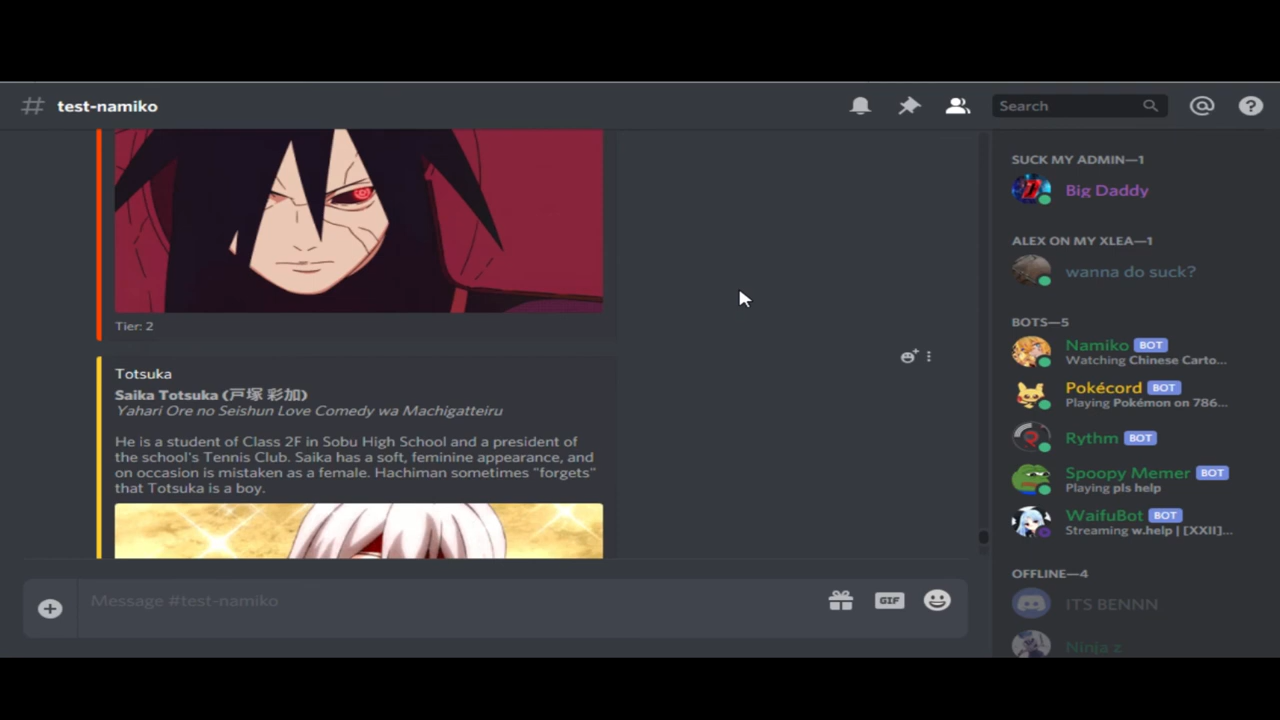 test-namiko
Search
Tier: 2
Totsuka
Saika Totsuka (戸塚 彩加)
Yahari Ore no Seishun Love Comedy wa Machigatteiru
He is a student of Class 2F in Sobu High School and a president of
the school's Tennis Club. Saika has a soft, feminine appearance, and
on occasion is mistaken as a female. Hachiman sometimes "forgets"
that Totsuka is a boy.
Message #test-namiko
GIF
SUCK MY ADMIN—1
Big Daddy
ALEX ON MY XLEA—1
wanna do suck?
BOTS—5
Namiko BOT
Watching Chinese Carto...
Pokécord BOT
Playing Pokémon on 786...
Rythm BOT
Spoopy Memer BOT
Playing pls help
WaifuBot BOT
Streaming w.help | [XXII]...
OFFLINE—4
ITS BENNN
Ninja z